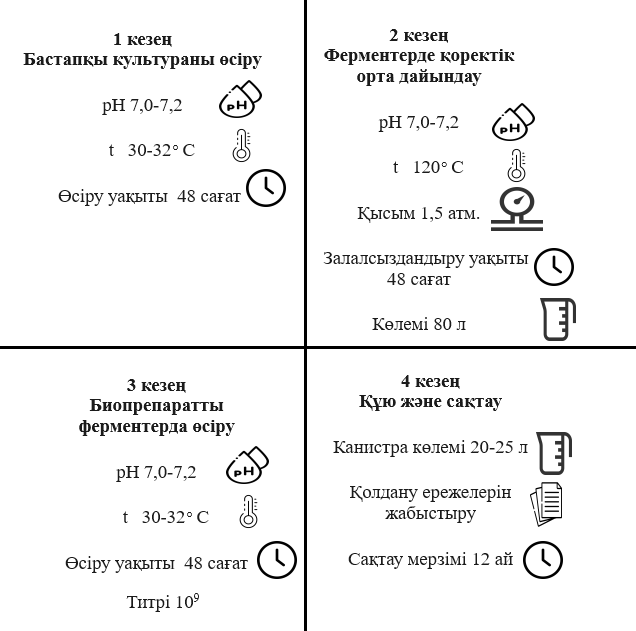 1 кезең
Бастапқы культураны өсіру
pH 7,0-7,2
pH
t 30-32° C
Өсіру уақыты 48 сағат
2 кезең
Ферментерде қоректік
орта дайындау
pH 7,0-7,2
pH
t 120° C
Қысым 1,5 атм.
Залалсыздандыру уақыты
48 сағат
Көлемі 80 л
3 кезең
Биопрепаратты
ферментерда өсіру
pH 7,0-7,2
pH
t 30-32° C
Өсіру уақыты 48 сағат
Титрі 10⁹
4 кезең
Құю және сақтау
Канистра көлемі 20-25 л
Қолдану ережелерін
жабыстыру
Сақтау мерзімі 12 ай